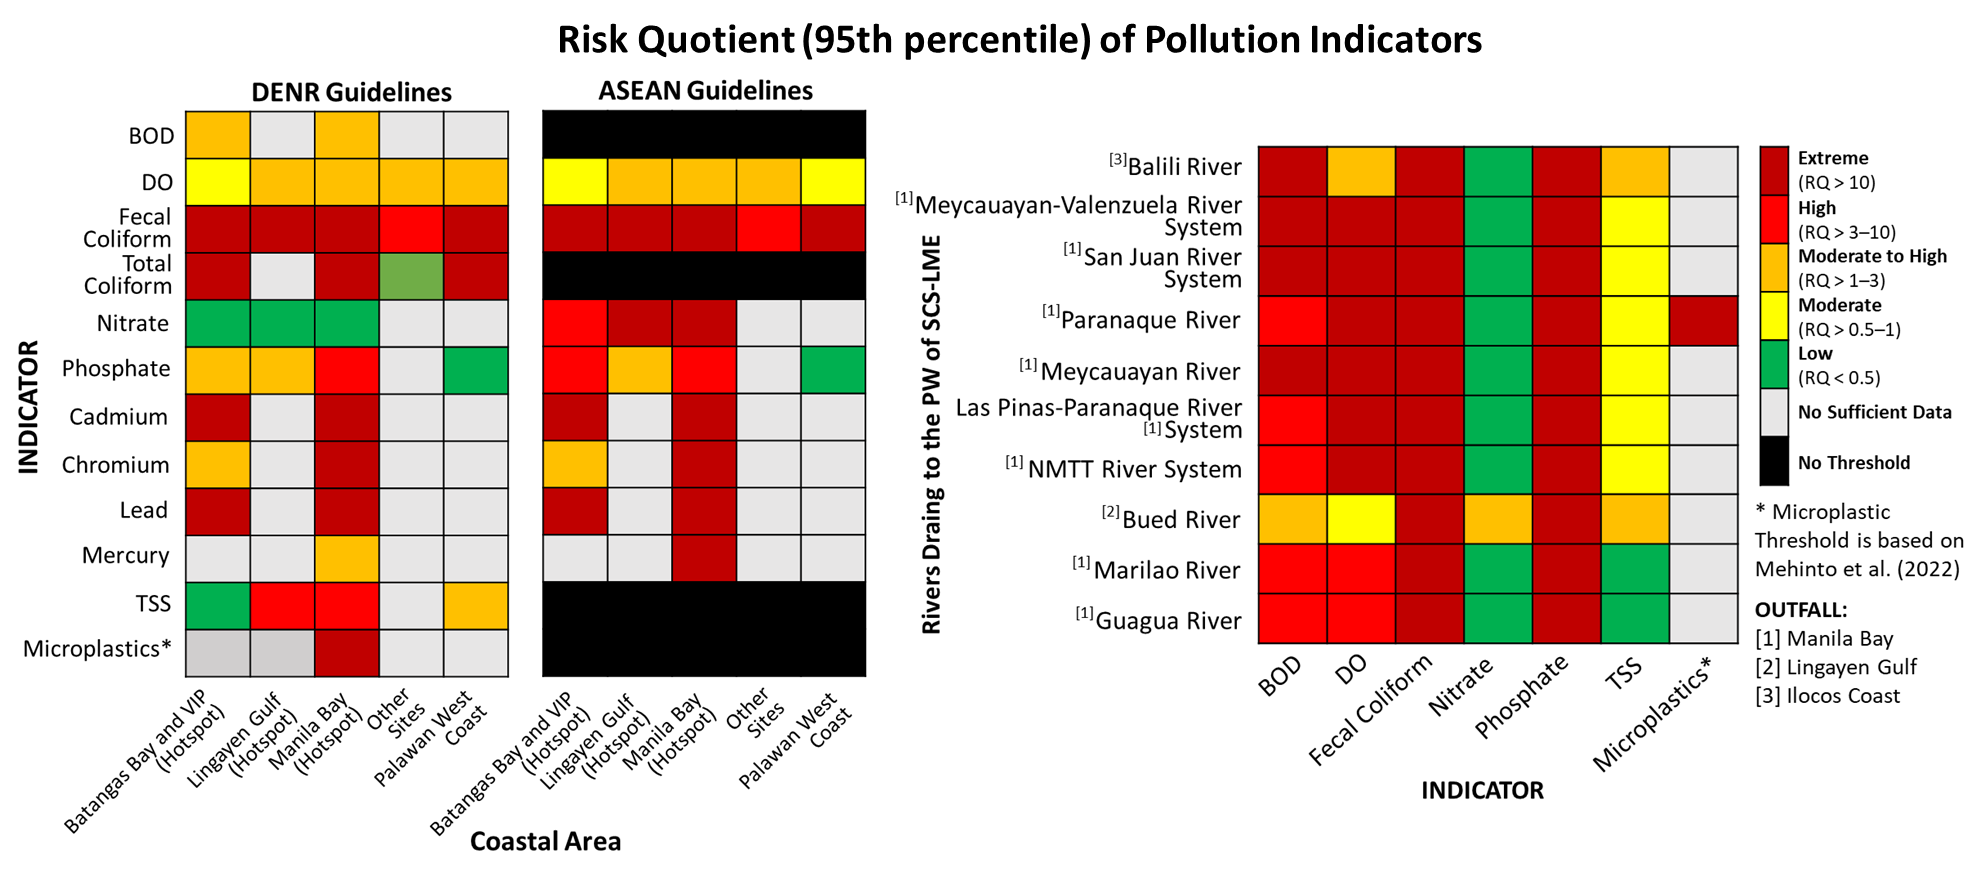 Risk Quotient (95th percentile) of Pollution Indicators
DENR Guidelines
ASEAN Guidelines
INDICATOR
BOD
DO
Fecal
Coliform
Total
Coliform
Nitrate
Phosphate
Cadmium
Chromium
Lead
Mercury
TSS
Microplastics*
Batangas Bay and VIP
(Hotspot)
Lingayen Gulf
(Hotspot)
Manila Bay
(Hotspot)
Other
Sites
Palawan West
Coast
Batangas Bay and VIP
(Hotspot)
Lingayen Gulf
(Hotspot)
Manila Bay
(Hotspot)
Other
Sites
Palawan West
Coast
Coastal Area
Rivers Draining to the PW of SCS-LME
[3]Balili River
[1]Meycauayan-Valenzuela River
System
[1]San Juan River
System
[1]Paranaque River
[1]Meycauayan River
Las Pinas-Paranaque River
[1]System
[1]NMTT River System
[2]Bued River
[1]Marilao River
[1]Guagua River
BOD
DO
Fecal Coliform
Nitrate
Phosphate
TSS
Microplastics*
INDICATOR
Extreme
(RQ > 10)
High
(RQ > 3–10)
Moderate to High
(RQ > 1–3)
Moderate
(RQ > 0.5–1)
Low
(RQ < 0.5)
No Sufficient Data
No Threshold
* Microplastic
Threshold is based on
Mehinto et al. (2022)
OUTFALL:
[1] Manila Bay
[2] Lingayen Gulf
[3] Ilocos Coast